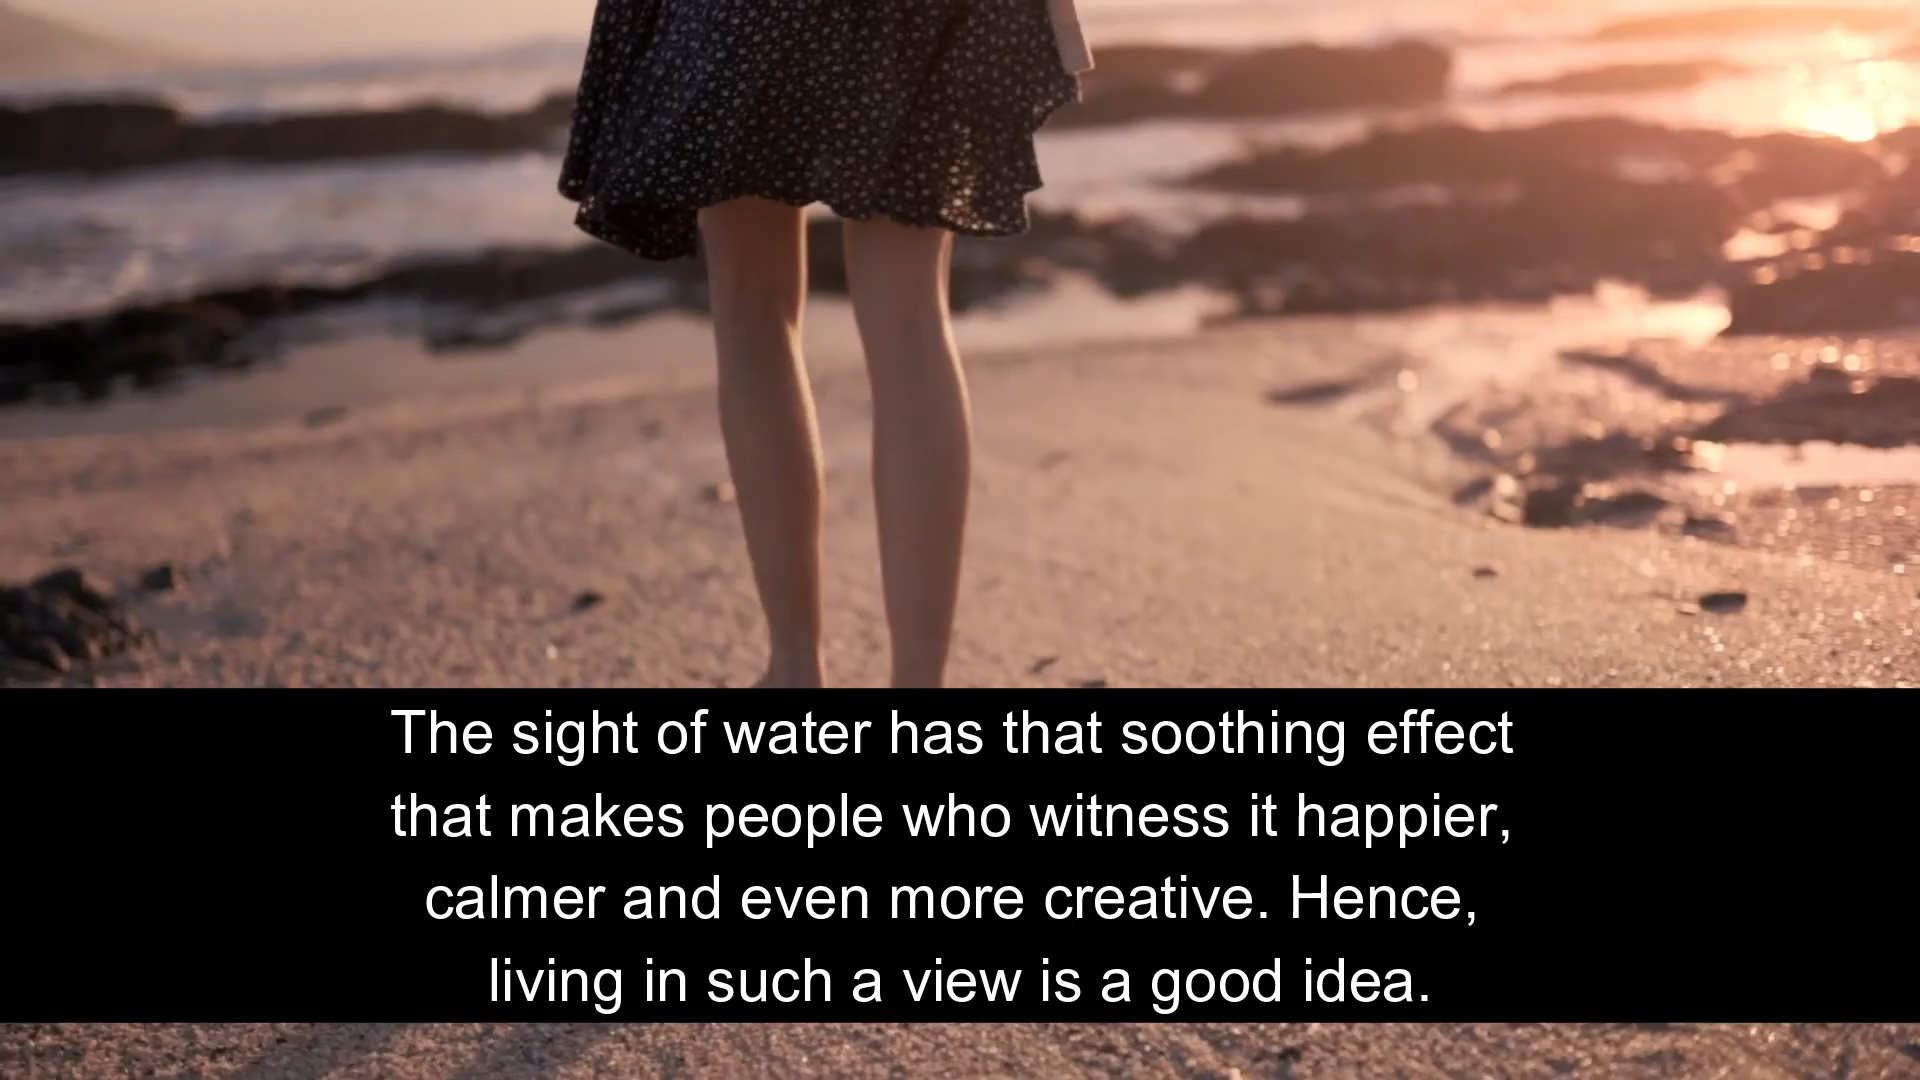 The sight of water has that soothing effect
that makes people who witness it happier,
calmer and even more creative. Hence,
living in such a view is a good idea.